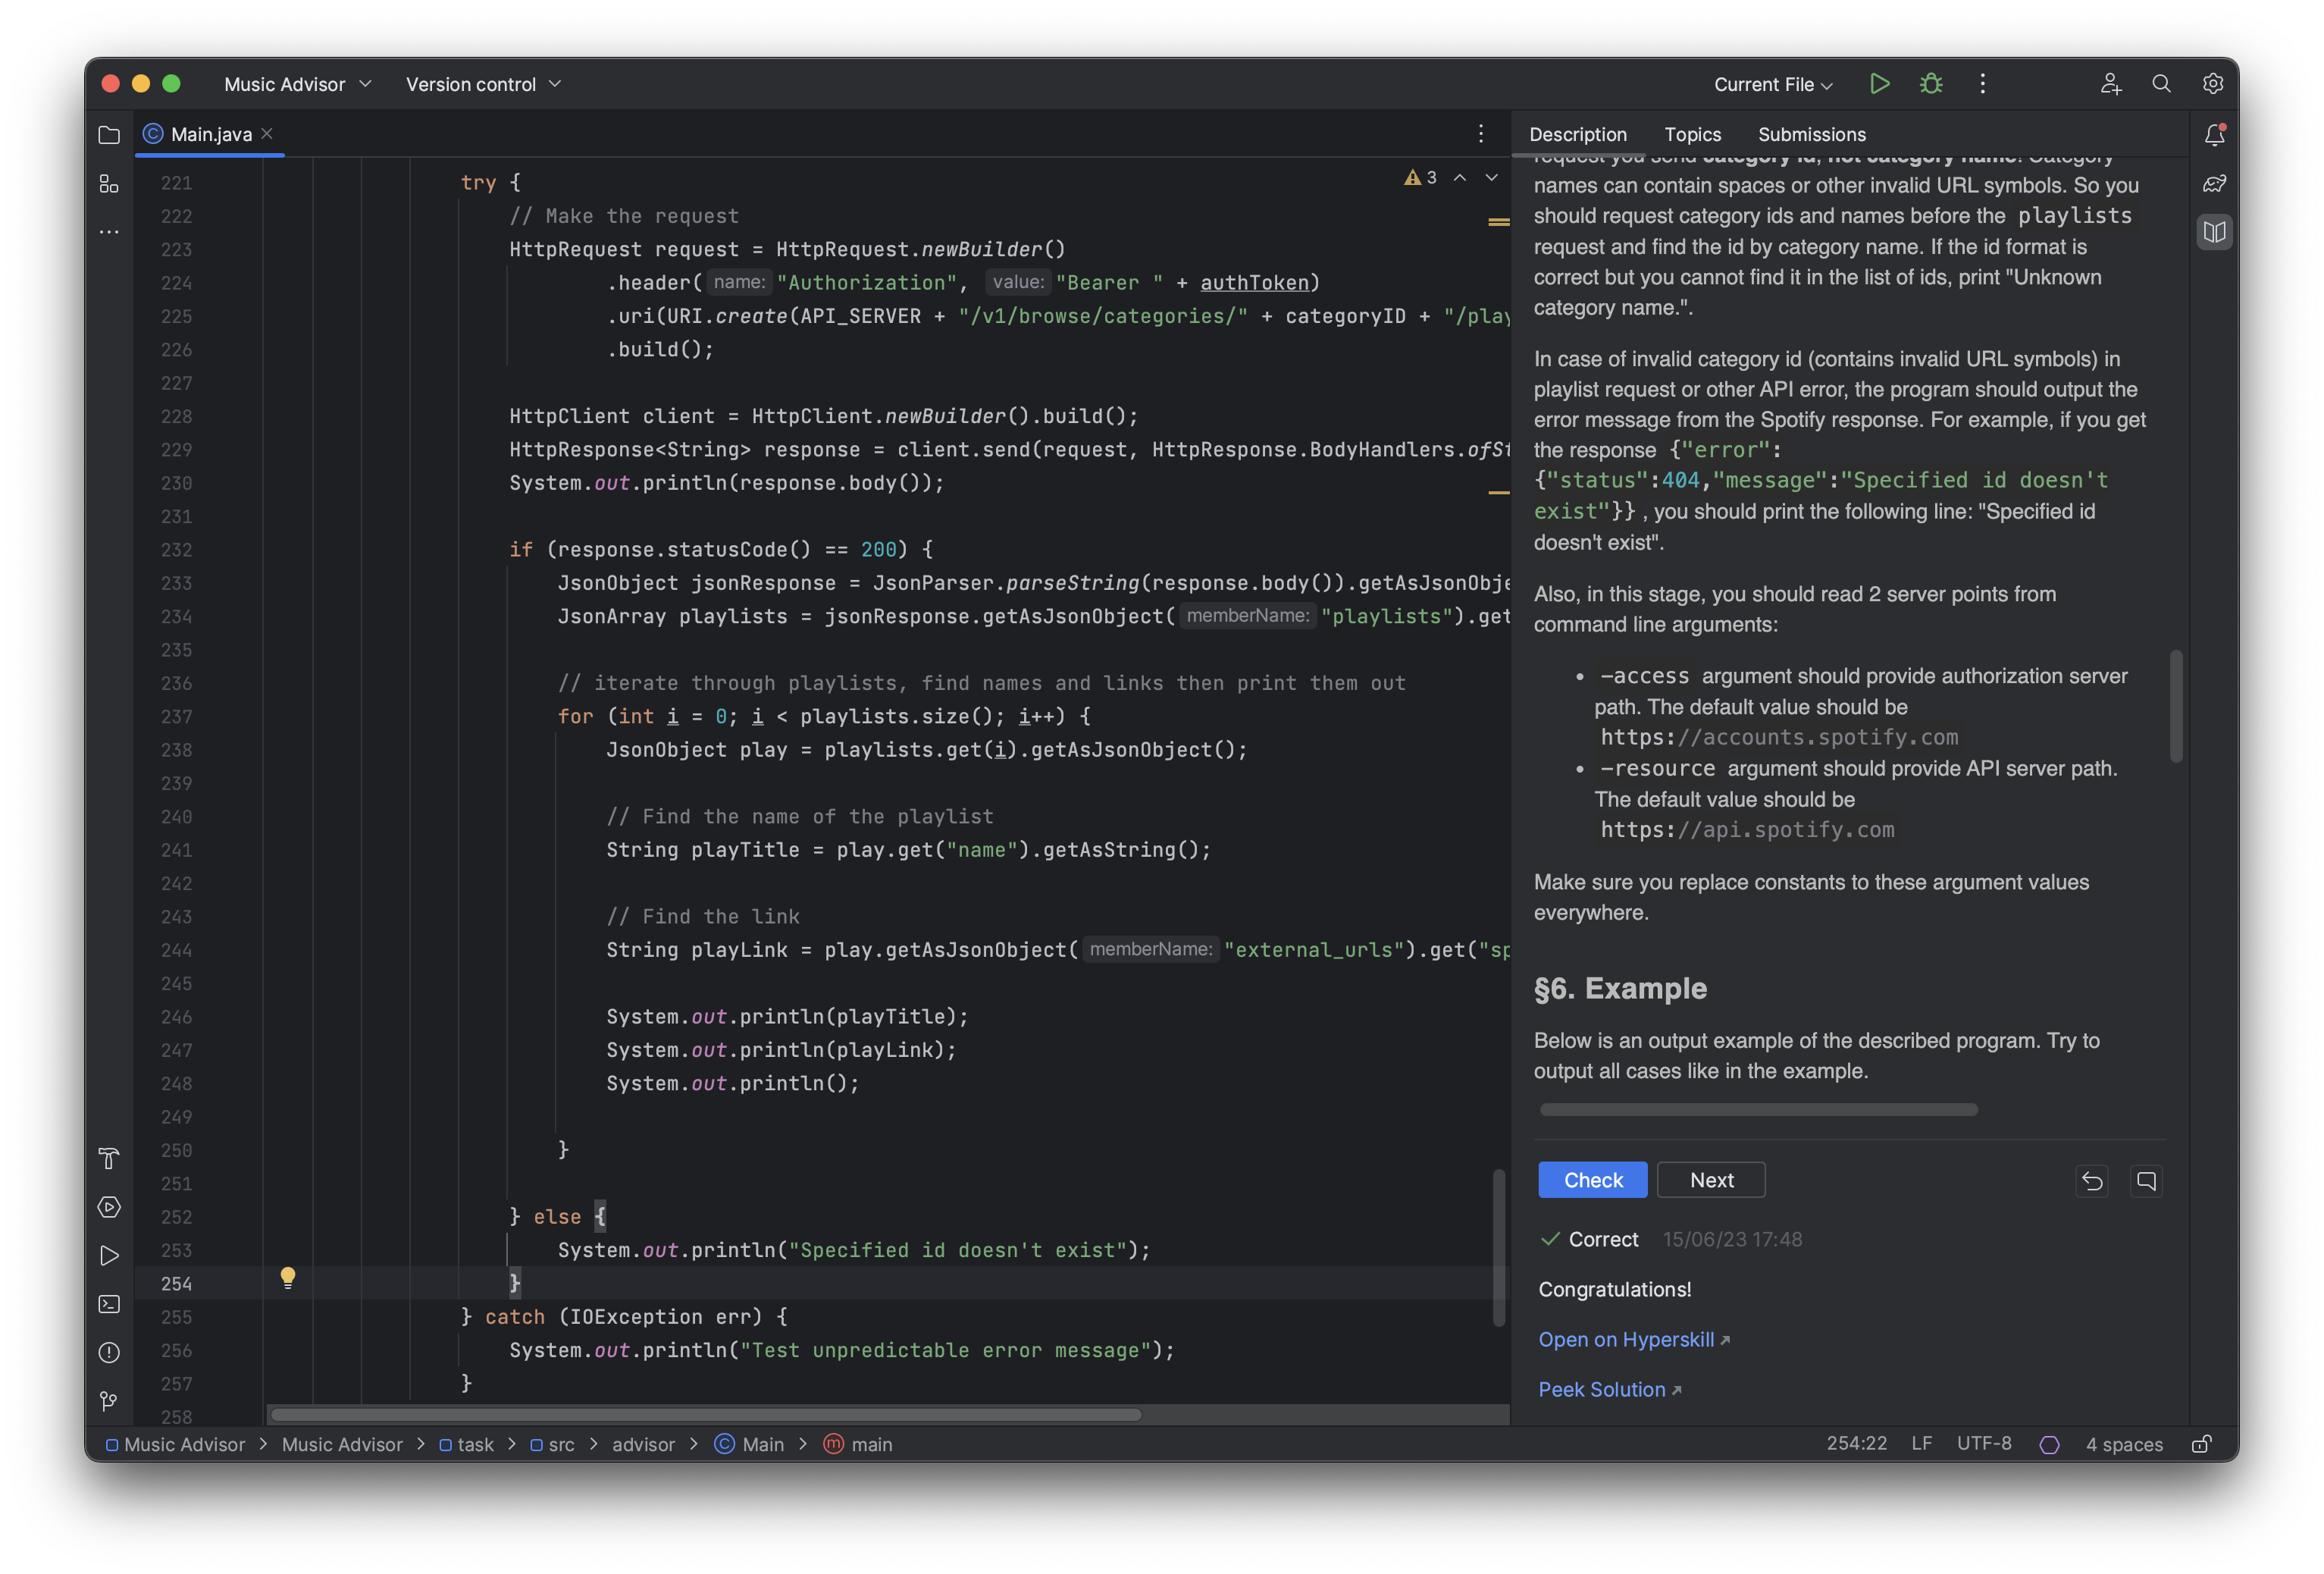 Music Advisor
Version control
Current File
Main.java
3
Description
Topics
Submissions
221 try {
222 // Make the request
223 HttpRequest request = HttpRequest.newBuilder()
224 .header( name: "Authorization", value: "Bearer " + authToken)
225 .uri(URI.create(API_SERVER + "/v1/browse/categories/" + categoryID + "/play
226 .build();
227
228 HttpClient client = HttpClient.newBuilder().build();
229 HttpResponse<String> response = client.send(request, HttpResponse.BodyHandlers.ofSt
230 System.out.println(response.body());
231
232 if (response.statusCode() == 200) {
233 JsonObject jsonResponse = JsonParser.parseString(response.body()).getAsJsonObje
234 JsonArray playlists = jsonResponse.getAsJsonObject( memberName: "playlists").get
235
236 // iterate through playlists, find names and links then print them out
237 for (int i = 0; i < playlists.size(); i++) {
238 JsonObject play = playlists.get(i).getAsJsonObject();
239
240 // Find the name of the playlist
241 String playTitle = play.get("name").getAsString();
242
243 // Find the link
244 String playLink = play.getAsJsonObject( memberName: "external_urls").get("sp
245
246 System.out.println(playTitle);
247 System.out.println(playLink);
248 System.out.println();
249
250 }
251
252 } else {
253 System.out.println("Specified id doesn't exist");
254 }
255 } catch (IOException err) {
256 System.out.println("Test unpredictable error message");
257 }
258
request you send category id, not category name! Category
names can contain spaces or other invalid URL symbols. So you
should request category ids and names before the playlists
request and find the id by category name. If the id format is
correct but you cannot find it in the list of ids, print "Unknown
category name.".
In case of invalid category id (contains invalid URL symbols) in
playlist request or other API error, the program should output the
error message from the Spotify response. For example, if you get
the response {"error":
{"status":404,"message":"Specified id doesn't
exist"}} , you should print the following line: "Specified id
doesn't exist".
Also, in this stage, you should read 2 server points from
command line arguments:
• -access argument should provide authorization server
path. The default value should be
https://accounts.spotify.com
• -resource argument should provide API server path.
The default value should be
https://api.spotify.com
Make sure you replace constants to these argument values
everywhere.
§6. Example
Below is an output example of the described program. Try to
output all cases like in the example.
Check
Next
Correct 15/06/23 17:48
Congratulations!
Open on Hyperskill
Peek Solution
Music Advisor > Music Advisor > task > src > advisor > Main > main
254:22 LF UTF-8 4 spaces